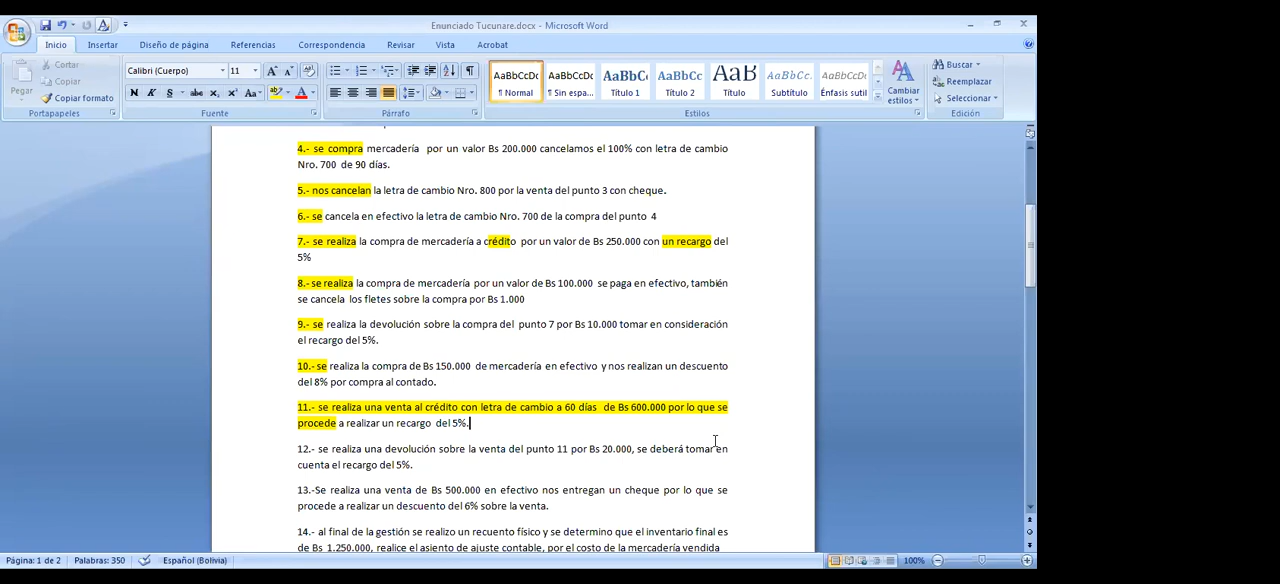 Enunciado Tucunare.docx - Microsoft Word
Inicio Insertar Diseño de página Referencias Correspondencia Revisar Vista Acrobat
Cortar
Copiar
Pegar
Copiar formato
Portapapeles
Calibri (Cuerpo) 11
Fuente
Párrafo
AaBbCcDc AaBbCcDc AaBbC AaBbCc AaB AaBbCcL AaBbCcDc
¶ Normal ¶ Sin espa... Título 1 Título 2 Título Subtítulo Énfasis sutil
Cambiar estilos
Estilos
Buscar
Reemplazar
Seleccionar
Edición
4.- se compra mercadería por un valor Bs 200.000 cancelamos el 100% con letra de cambio
Nro. 700 de 90 días.
5.- nos cancelan la letra de cambio Nro. 800 por la venta del punto 3 con cheque.
6.- se cancela en efectivo la letra de cambio Nro. 700 de la compra del punto 4
7.- se realiza la compra de mercadería a crédito por un valor de Bs 250.000 con un recargo del
5%
8.- se realiza la compra de mercadería por un valor de Bs 100.000 se paga en efectivo, también
se cancela los fletes sobre la compra por Bs 1.000
9.- se realiza la devolución sobre la compra del punto 7 por Bs 10.000 tomar en consideración
el recargo del 5%.
10.- se realiza la compra de Bs 150.000 de mercadería en efectivo y nos realizan un descuento
del 8% por compra al contado.
11.- se realiza una venta al crédito con letra de cambio a 60 días de Bs 600.000 por lo que se
procede a realizar un recargo del 5%.
12.- se realiza una devolución sobre la venta del punto 11 por Bs 20.000, se deberá tomar en
cuenta el recargo del 5%.
13.-Se realiza una venta de Bs 500.000 en efectivo nos entregan un cheque por lo que se
procede a realizar un descuento del 6% sobre la venta.
14.- al final de la gestión se realizo un recuento físico y se determino que el inventario final es
de Bs 1.250.000, realice el asiento de ajuste contable, por el costo de la mercadería vendida
Página: 1 de 2 Palabras: 350 Español (Bolivia) 100%